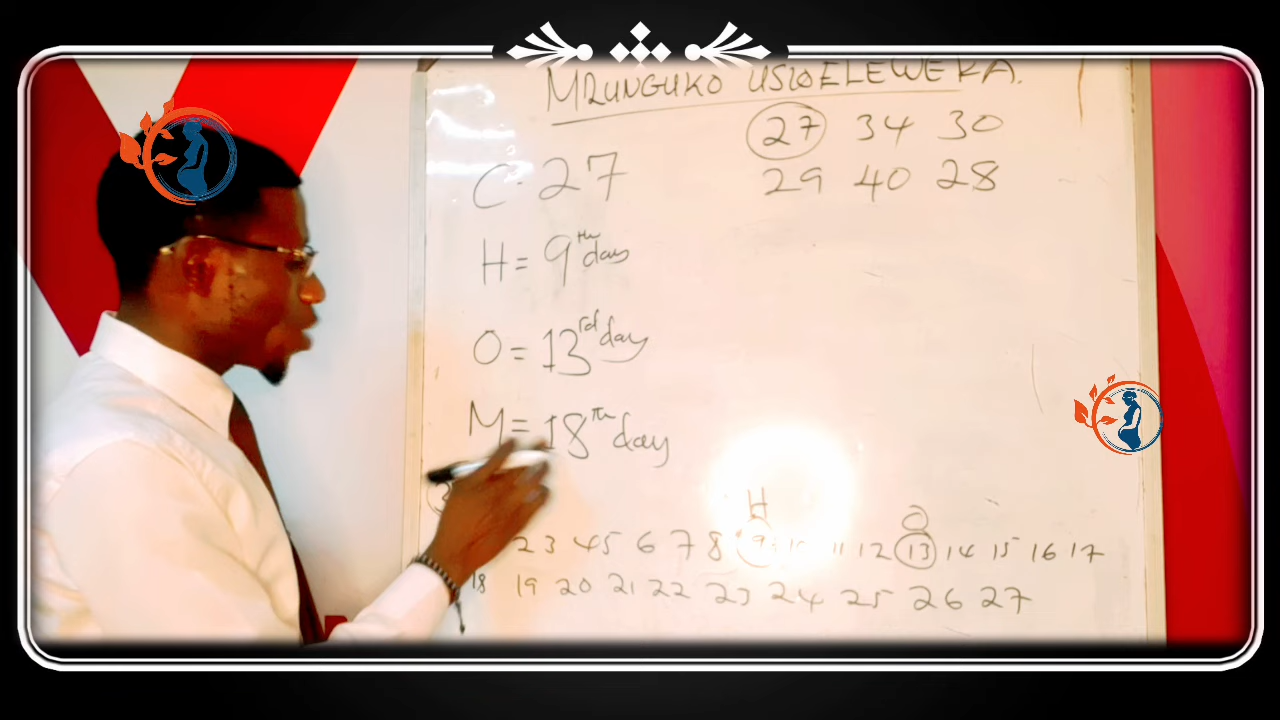 MZUNGUKO USIOELEWEKA.
27 34 30
29 40 28
C. 27
H = 9th day
O = 13rd day
M = 18th day
H O
2 3 4 5 6 7 8 9 10 11 12 13 14 15 16 17
18 19 20 21 22 23 24 25 26 27